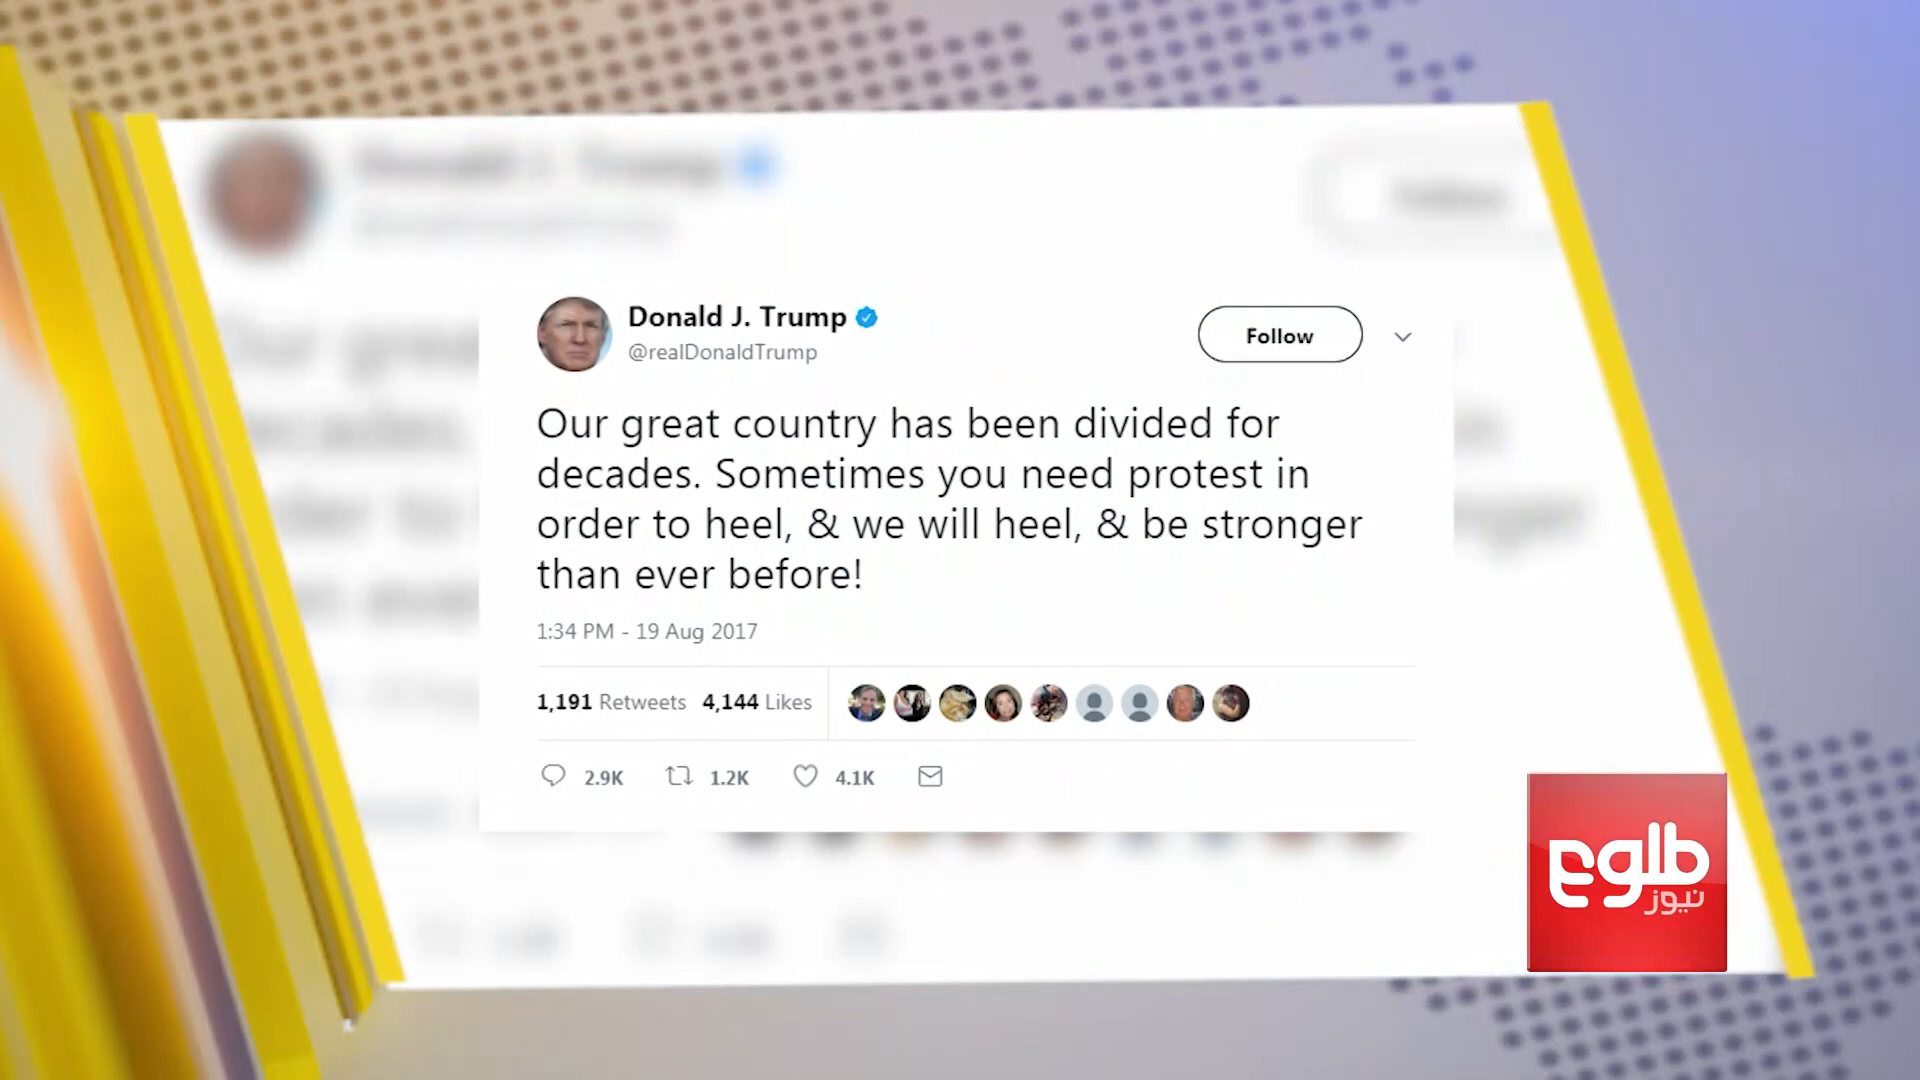 Donald J. Trump
@realDonaldTrump
Follow
Our great country has been divided for
decades. Sometimes you need protest in
order to heel, & we will heel, & be stronger
than ever before!
1:34 PM - 19 Aug 2017
1,191 Retweets 4,144 Likes
2.9K 1.2K 4.1K
طلوع
نیوز